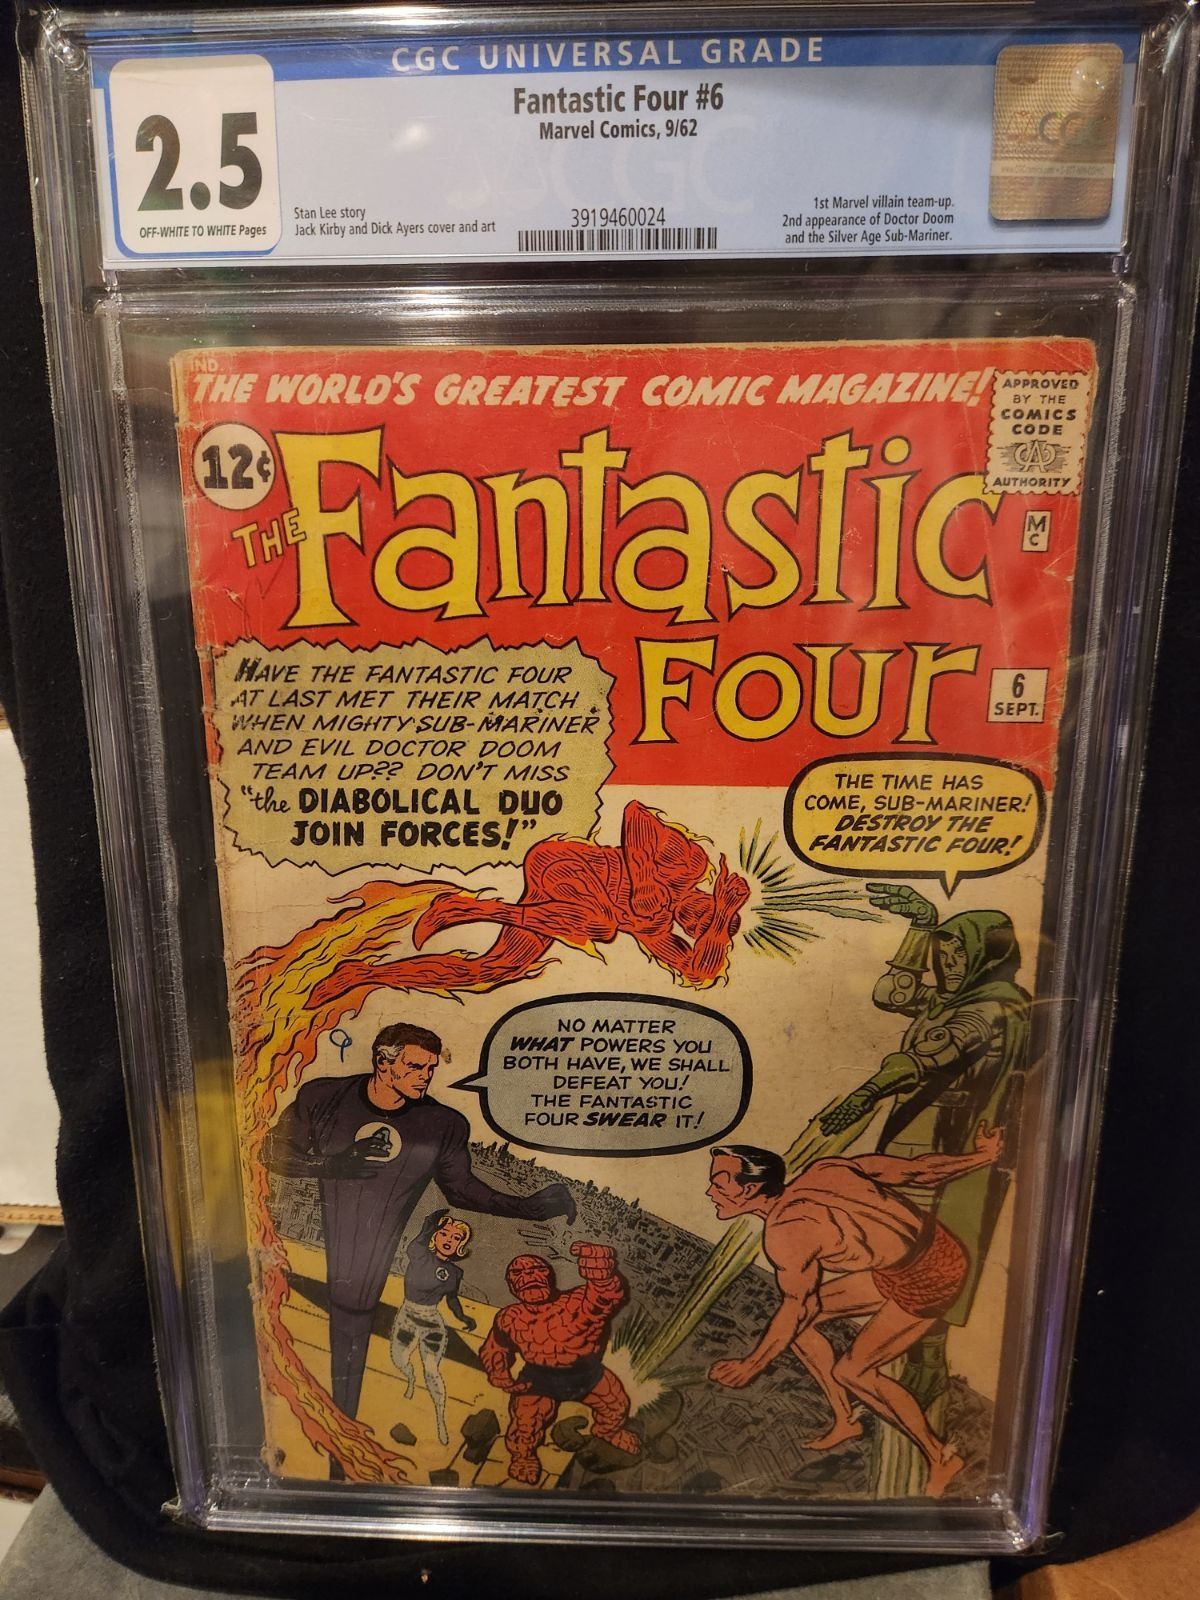 CGC UNIVERSAL GRADE
2.5
OFF-WHITE TO WHITE Pages
Fantastic Four #6
Marvel Comics, 9/62
Stan Lee story
Jack Kirby and Dick Ayers cover and art
3919460024
1st Marvel villain team-up.
2nd appearance of Doctor Doom
and the Silver Age Sub-Mariner.
CGC
IND.
THE WORLD'S GREATEST COMIC MAGAZINE!
APPROVED
BY THE
COMICS
CODE
CA
AUTHORITY
12¢
THE
Fantastic
Four
MC
6
SEPT.
HAVE THE FANTASTIC FOUR
AT LAST MET THEIR MATCH
WHEN MIGHTY SUB-MARINER
AND EVIL DOCTOR DOOM
TEAM UP?? DON'T MISS
"the DIABOLICAL DUO
JOIN FORCES!"
THE TIME HAS
COME, SUB-MARINER!
DESTROY THE
FANTASTIC FOUR!
NO MATTER
WHAT POWERS YOU
BOTH HAVE, WE SHALL
DEFEAT YOU!
THE FANTASTIC
FOUR SWEAR IT!
4